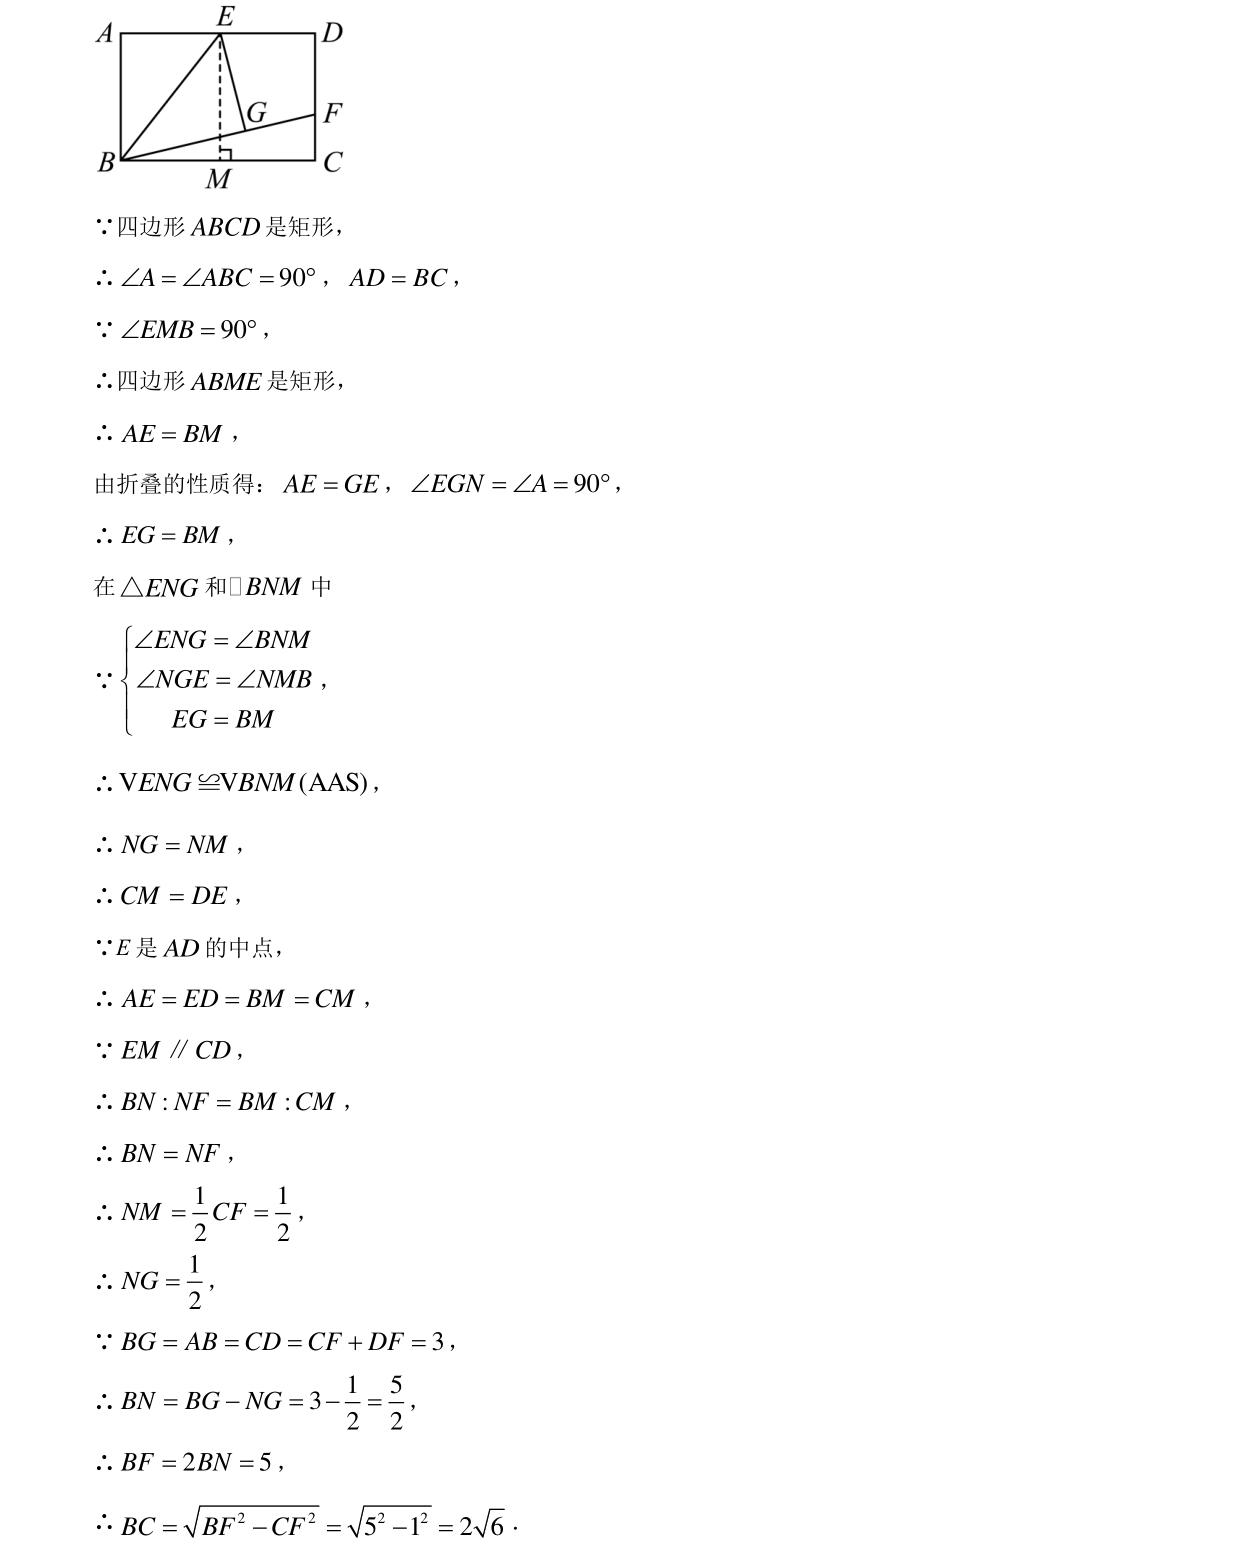 E
A D
G F
B C
M
∵四边形ABCD是矩形，
∴∠A=∠ABC=90°，AD=BC，
∵∠EMB=90°，
∴四边形ABME是矩形，
∴AE=BM，
由折叠的性质得：AE=GE，∠EGN=∠A=90°，
∴EG=BM，
在△ENG和□BNM中
∠ENG=∠BNM
∵{∠NGE=∠NMB，
EG=BM
∴VENG≌VBNM(AAS)，
∴NG=NM，
∴CM=DE，
∵E是AD的中点，
∴AE=ED=BM=CM，
∵EM∥CD，
∴BN:NF=BM:CM，
∴BN=NF，
∴NM=1/2CF=1/2，
∴NG=1/2，
∵BG=AB=CD=CF+DF=3，
∴BN=BG−NG=3−1/2=5/2，
∴BF=2BN=5，
∴BC=√(BF²−CF²)=√(5²−1²)=2√6．